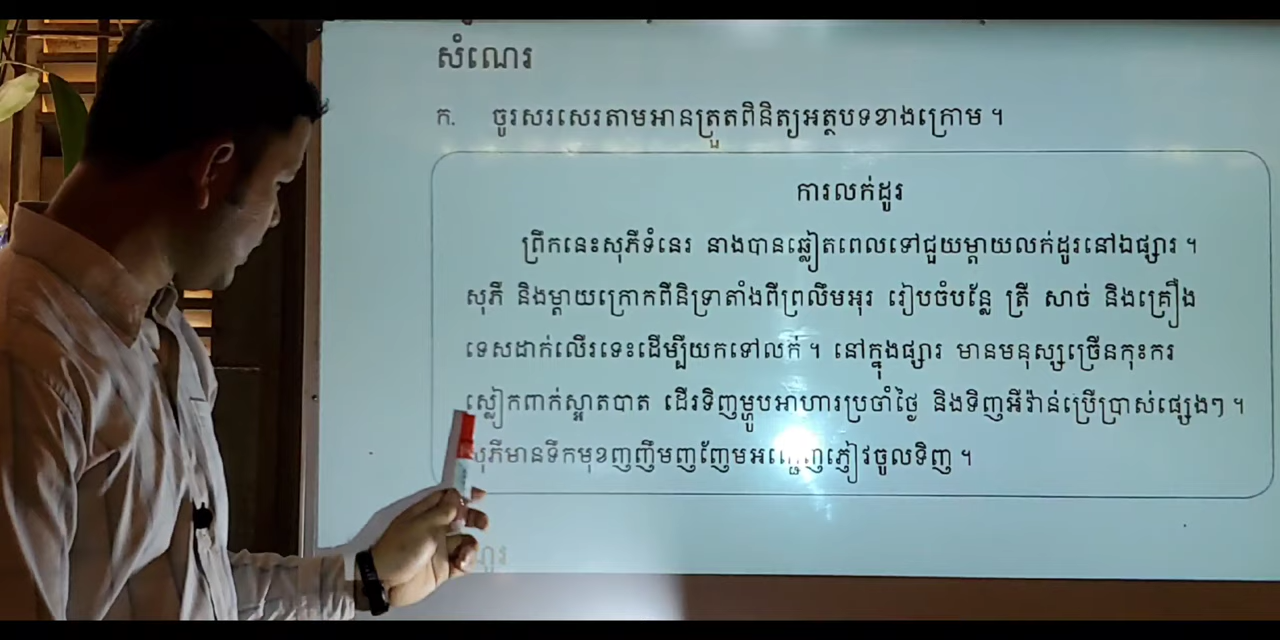 សំណេរ
ក. ចូរសរសេរតាមអានត្រួតពិនិត្យអត្ថបទខាងក្រោម ។
ការលក់ដូរ
ព្រឹកនេះសុភីទំនេរ នាងបានឆ្លៀតពេលទៅជួយម្ដាយលក់ដូរនៅឯផ្សារ ។
សុភី និងម្ដាយក្រោកពីនិទ្រាតាំងពីព្រលឹមអុរ រៀបចំបន្លែ ត្រី សាច់ និងគ្រឿង
ទេសដាក់លើរទេះដើម្បីយកទៅលក់ ។ នៅក្នុងផ្សារ មានមនុស្សច្រើនកុះករ
ស្លៀកពាក់ស្អាតបាត ដើរទិញម្ហូបអាហារប្រចាំថ្ងៃ និងទិញអីវ៉ាន់ប្រើប្រាស់ផ្សេងៗ ។
សុភីមានទឹកមុខញញឹមញញែមអញ្ជើញភ្ញៀវចូលទិញ ។